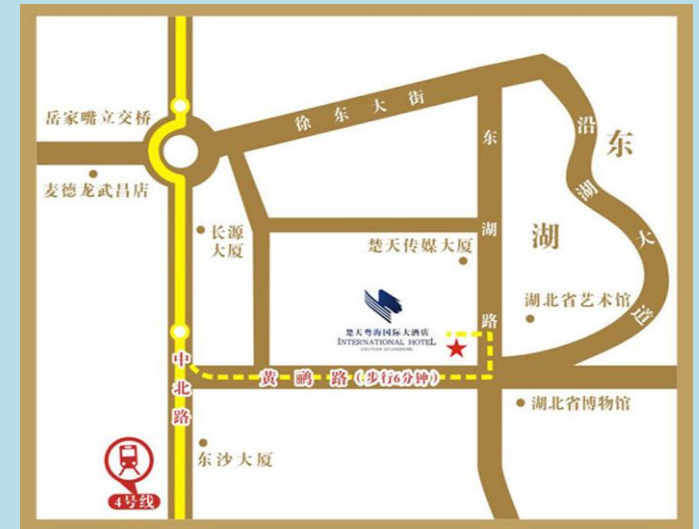 岳家嘴立交桥
徐东大街
沿湖大道
东湖
麦德龙武昌店
东湖路
长源
大厦
楚天传媒大厦
湖北省艺术馆
楚天粤海国际大酒店
INTERNATIONAL HOTEL
CHUTIAN GUANGDONG
中北路
黄鹂路(步行6分钟)
湖北省博物馆
东沙大厦
4号线